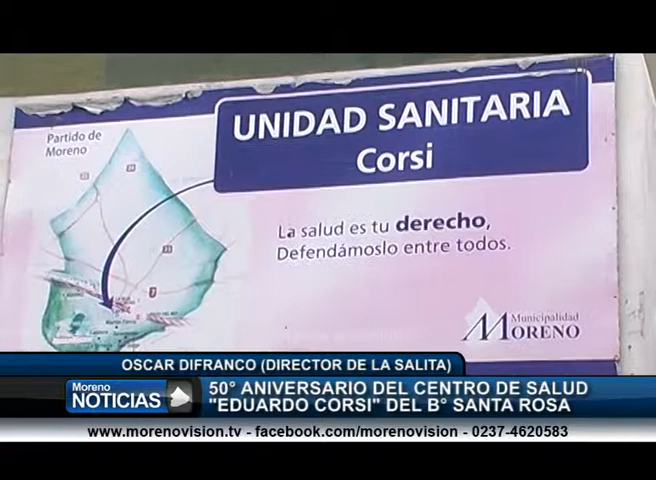 UNIDAD SANITARIA
Corsi
Partido de
Moreno
La salud es tu derecho,
Defendámoslo entre todos.
Municipalidad
MORENO
OSCAR DIFRANCO (DIRECTOR DE LA SALITA)
Moreno
NOTICIAS
50° ANIVERSARIO DEL CENTRO DE SALUD
"EDUARDO CORSI" DEL B° SANTA ROSA
www.morenovision.tv - facebook.com/morenovision - 0237-4620583